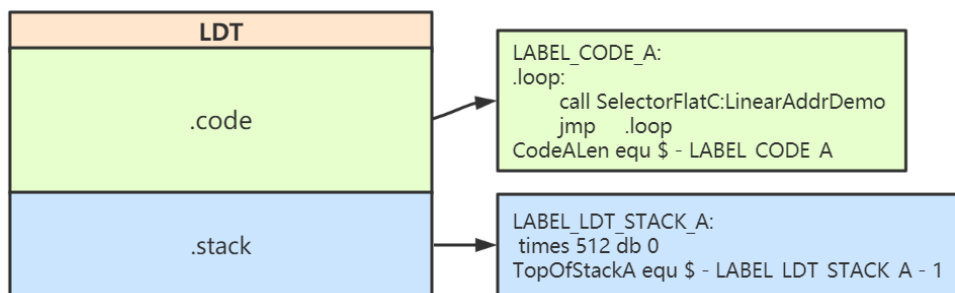 LDT
.code
LABEL_CODE_A:
.loop:
call SelectorFlatC:LinearAddrDemo
jmp .loop
CodeALen equ $ - LABEL_CODE_A
.stack
LABEL_LDT_STACK_A:
times 512 db 0
TopOfStackA equ $ - LABEL_LDT_STACK_A - 1